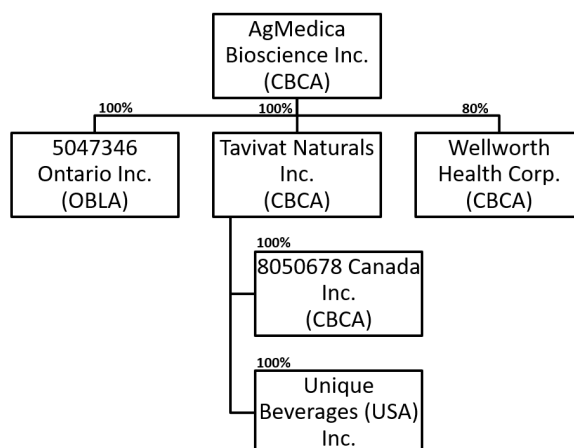 AgMedica
Bioscience Inc.
(CBCA)
100%
100%
80%
5047346
Ontario Inc.
(OBLA)
Tavivat Naturals
Inc.
(CBCA)
Wellworth
Health Corp.
(CBCA)
100%
8050678 Canada
Inc.
(CBCA)
100%
Unique
Beverages (USA)
Inc.